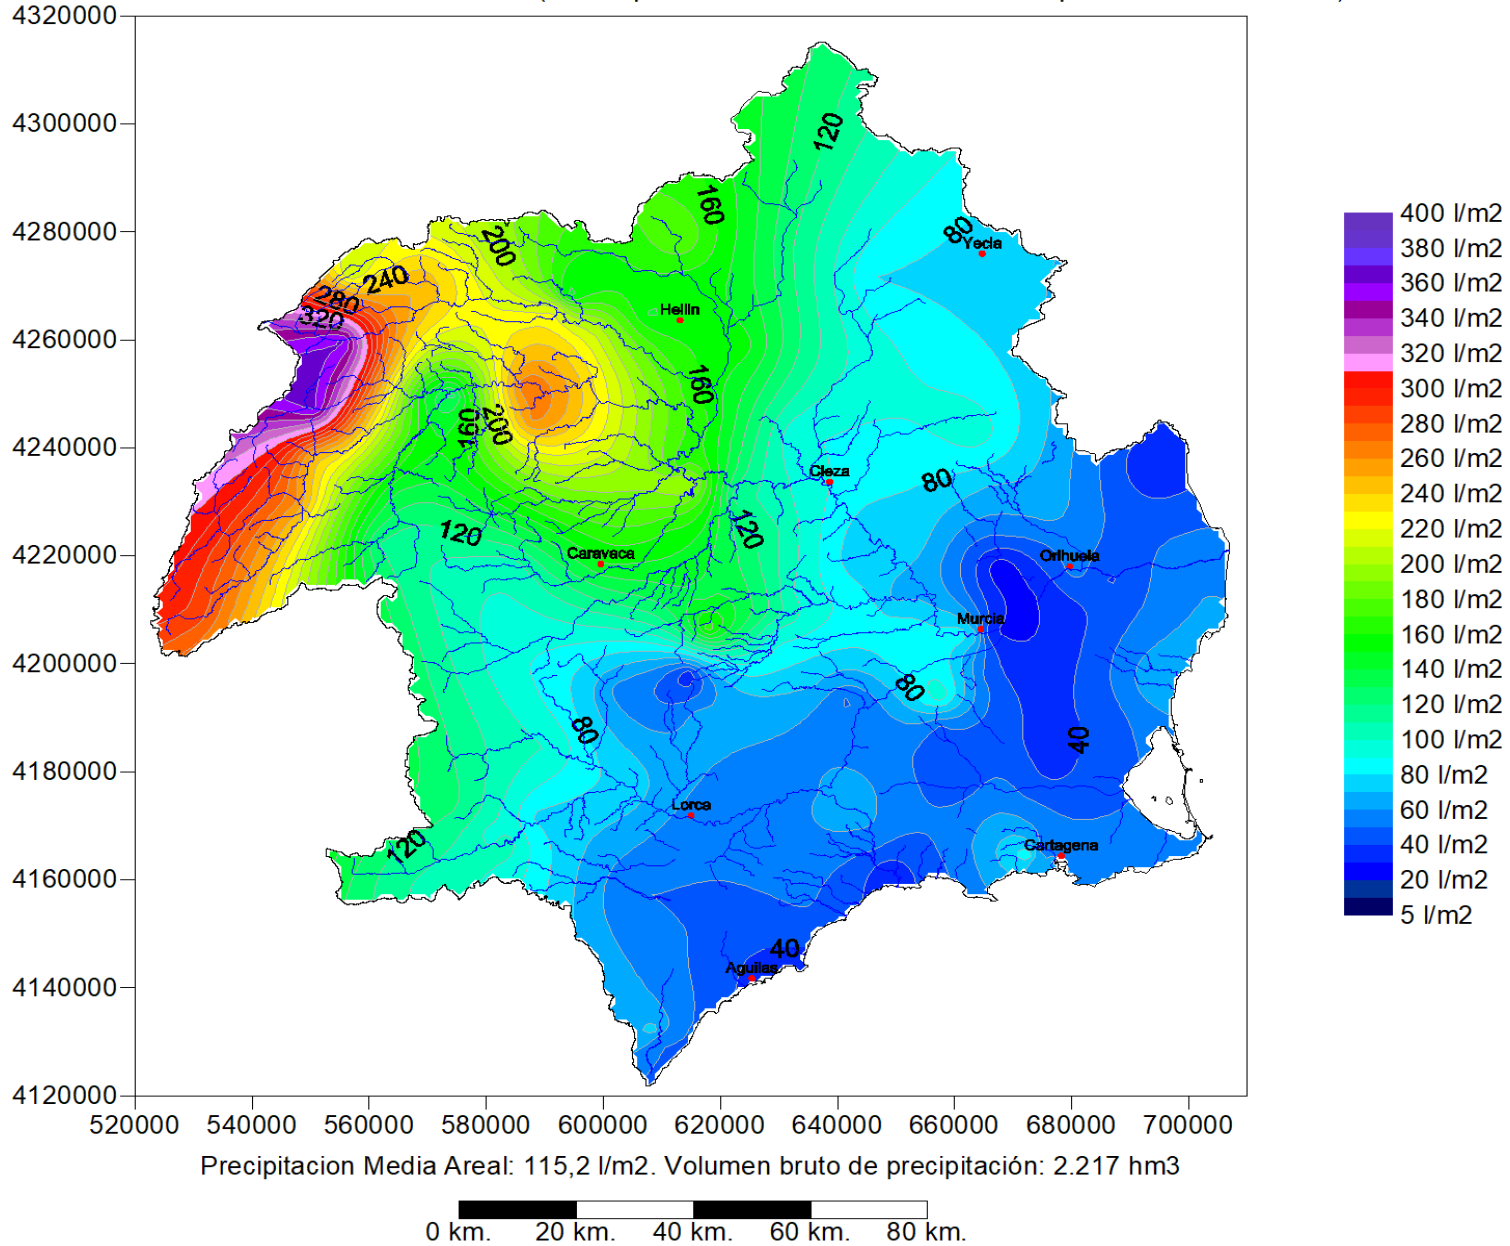 4320000
4300000
4280000
4260000
4240000
4220000
4200000
4180000
4160000
4140000
4120000
520000 540000 560000 580000 600000 620000 640000 660000 680000 700000
120
160
200
80
Yecla
240
280
320
Hellin
160
160
200
Cieza
80
120
120
Caravaca
Orihuela
Murcia
80
80
40
Lorca
120
Cartagena
40
Aguilas
400 l/m2
380 l/m2
360 l/m2
340 l/m2
320 l/m2
300 l/m2
280 l/m2
260 l/m2
240 l/m2
220 l/m2
200 l/m2
180 l/m2
160 l/m2
140 l/m2
120 l/m2
100 l/m2
80 l/m2
60 l/m2
40 l/m2
20 l/m2
5 l/m2
Precipitacion Media Areal: 115,2 l/m2. Volumen bruto de precipitación: 2.217 hm3
0 km. 20 km. 40 km. 60 km. 80 km.